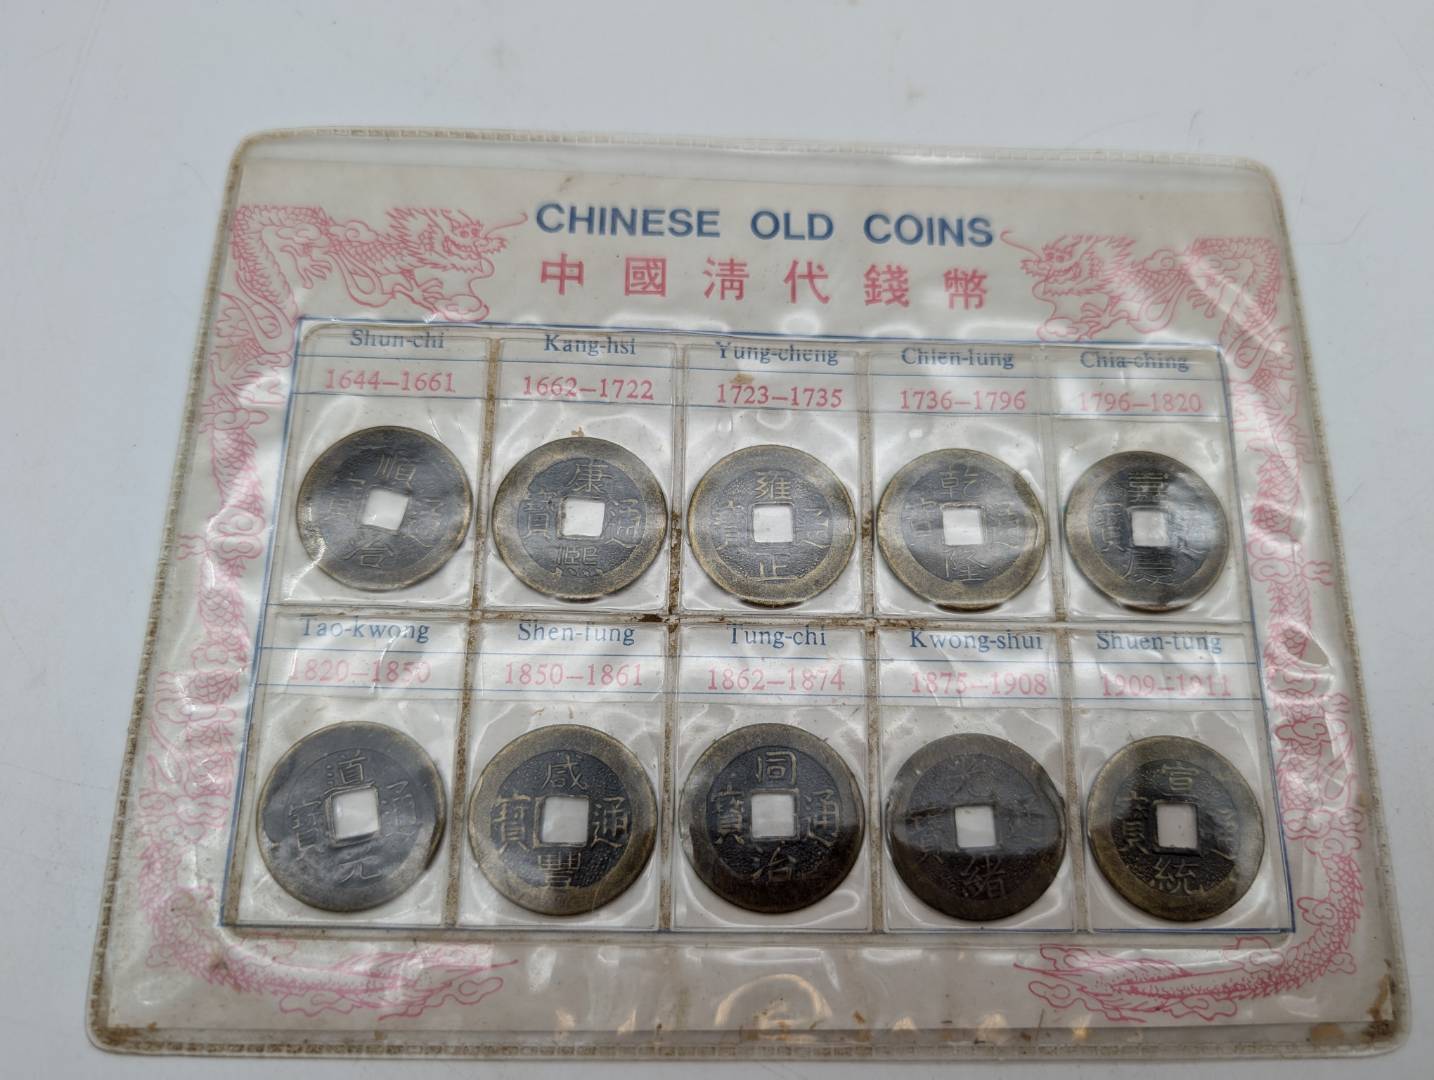 CHINESE OLD COINS
中國清代錢幣
Shun-chi Kang-hsi Yung-cheng Chien-lung Chia-ching
1644–1661 1662–1722 1723–1735 1736–1796 1796–1820
順
康熙通寶
雍正通寶
乾隆通
嘉慶通寶
Tao-kwong Shen-fung Tung-chi Kwong-shui Shuen-tung
1820–1850 1850–1861 1862–1874 1875–1908 1909–1911
道光通寶
咸豐通寶
同治通寶
光緒通寶
宣統通寶